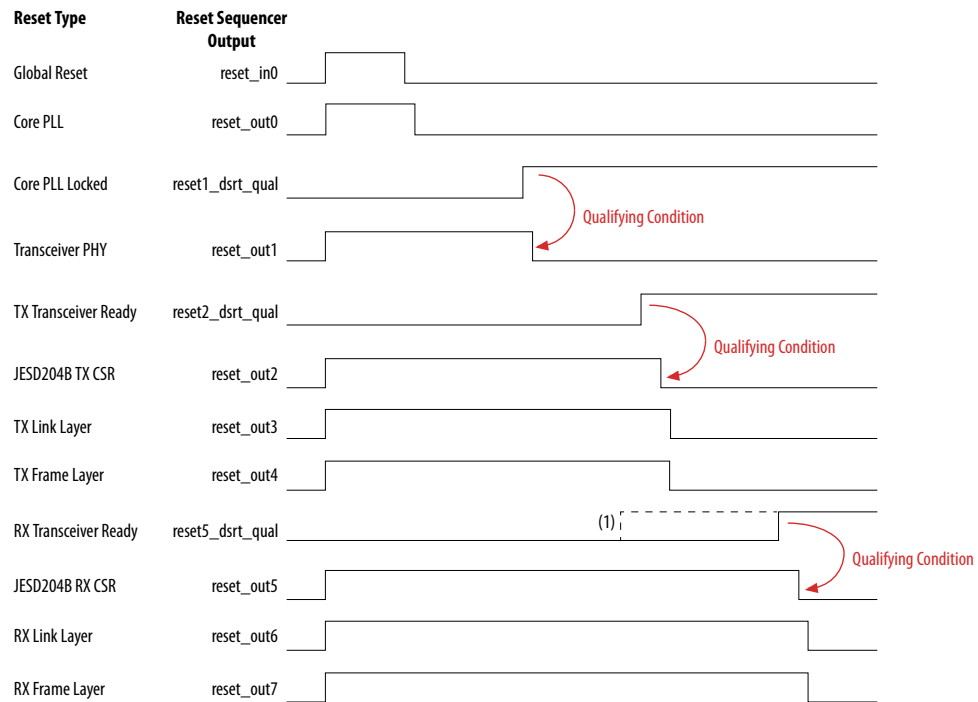 Reset Type Reset Sequencer
Output
Global Reset reset_in0
Core PLL reset_out0
Core PLL Locked reset1_dsrt_qual
Qualifying Condition
Transceiver PHY reset_out1
TX Transceiver Ready reset2_dsrt_qual
Qualifying Condition
JESD204B TX CSR reset_out2
TX Link Layer reset_out3
TX Frame Layer reset_out4
(1)
RX Transceiver Ready reset5_dsrt_qual
Qualifying Condition
JESD204B RX CSR reset_out5
RX Link Layer reset_out6
RX Frame Layer reset_out7